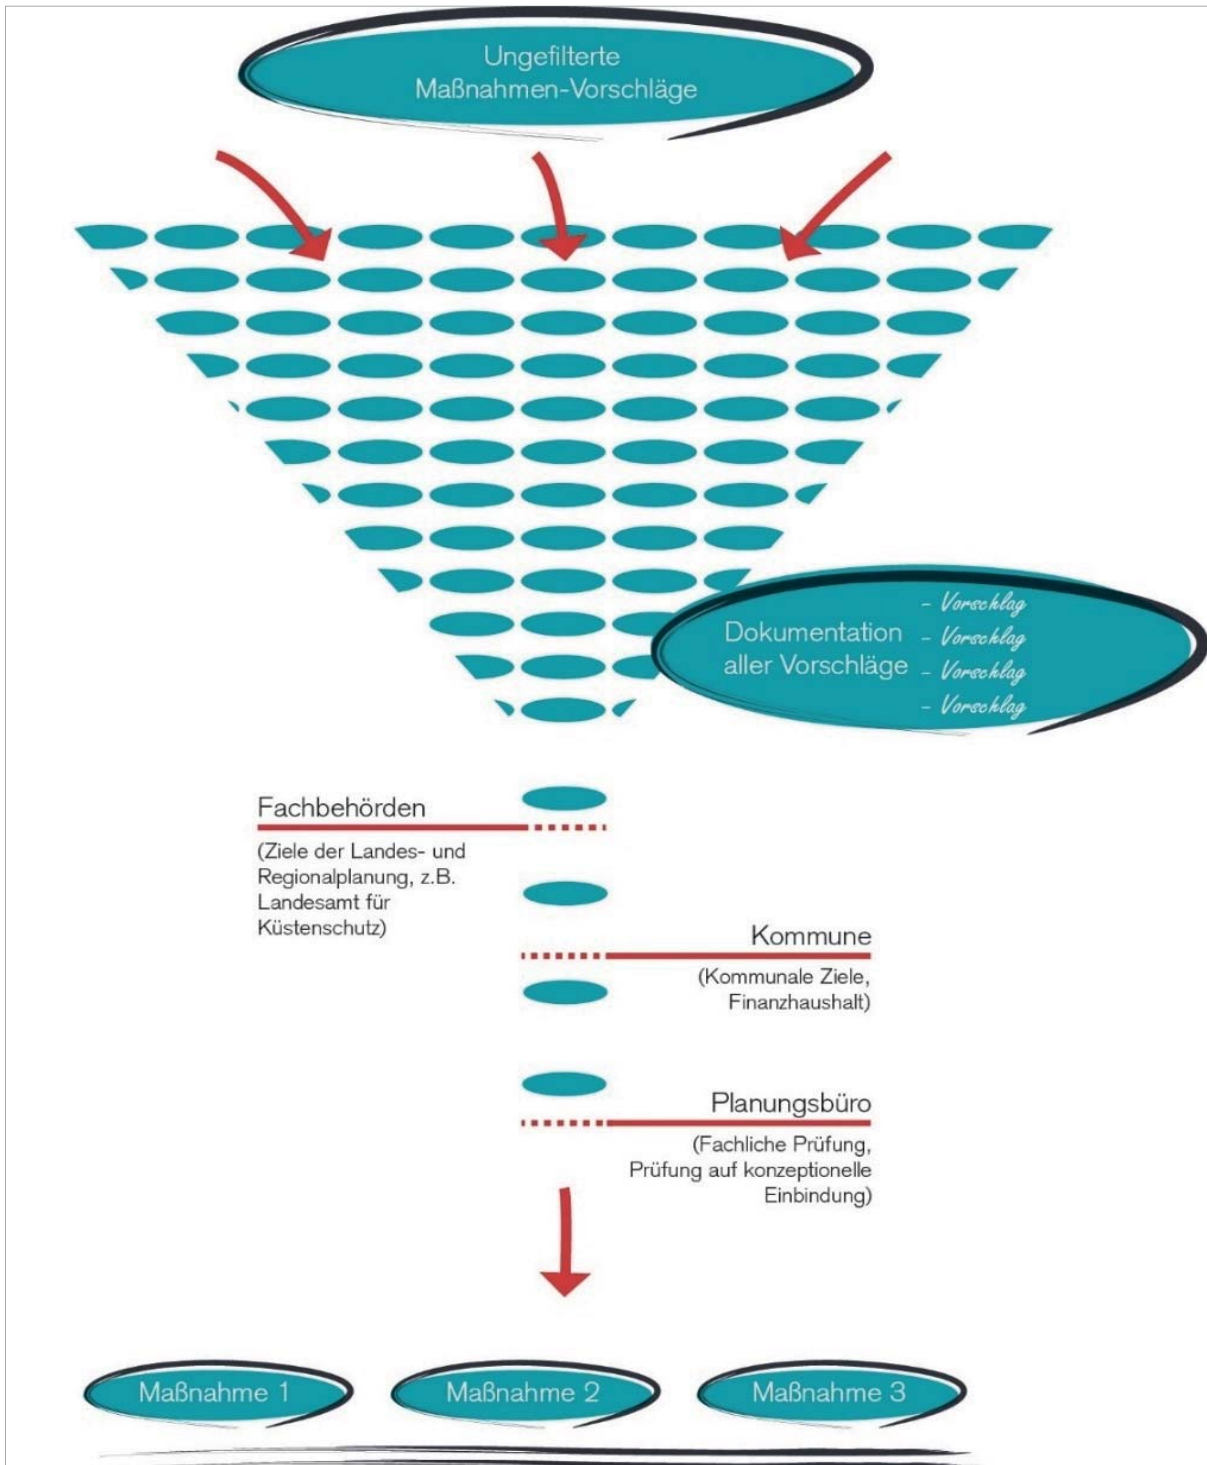 Ungefilterte
Maßnahmen-Vorschläge
Dokumentation
aller Vorschläge
- Vorschlag
- Vorschlag
- Vorschlag
- Vorschlag
Fachbehörden
(Ziele der Landes- und
Regionalplanung, z.B.
Landesamt für
Küstenschutz)
Kommune
(Kommunale Ziele,
Finanzhaushalt)
Planungsbüro
(Fachliche Prüfung,
Prüfung auf konzeptionelle
Einbindung)
Maßnahme 1
Maßnahme 2
Maßnahme 3